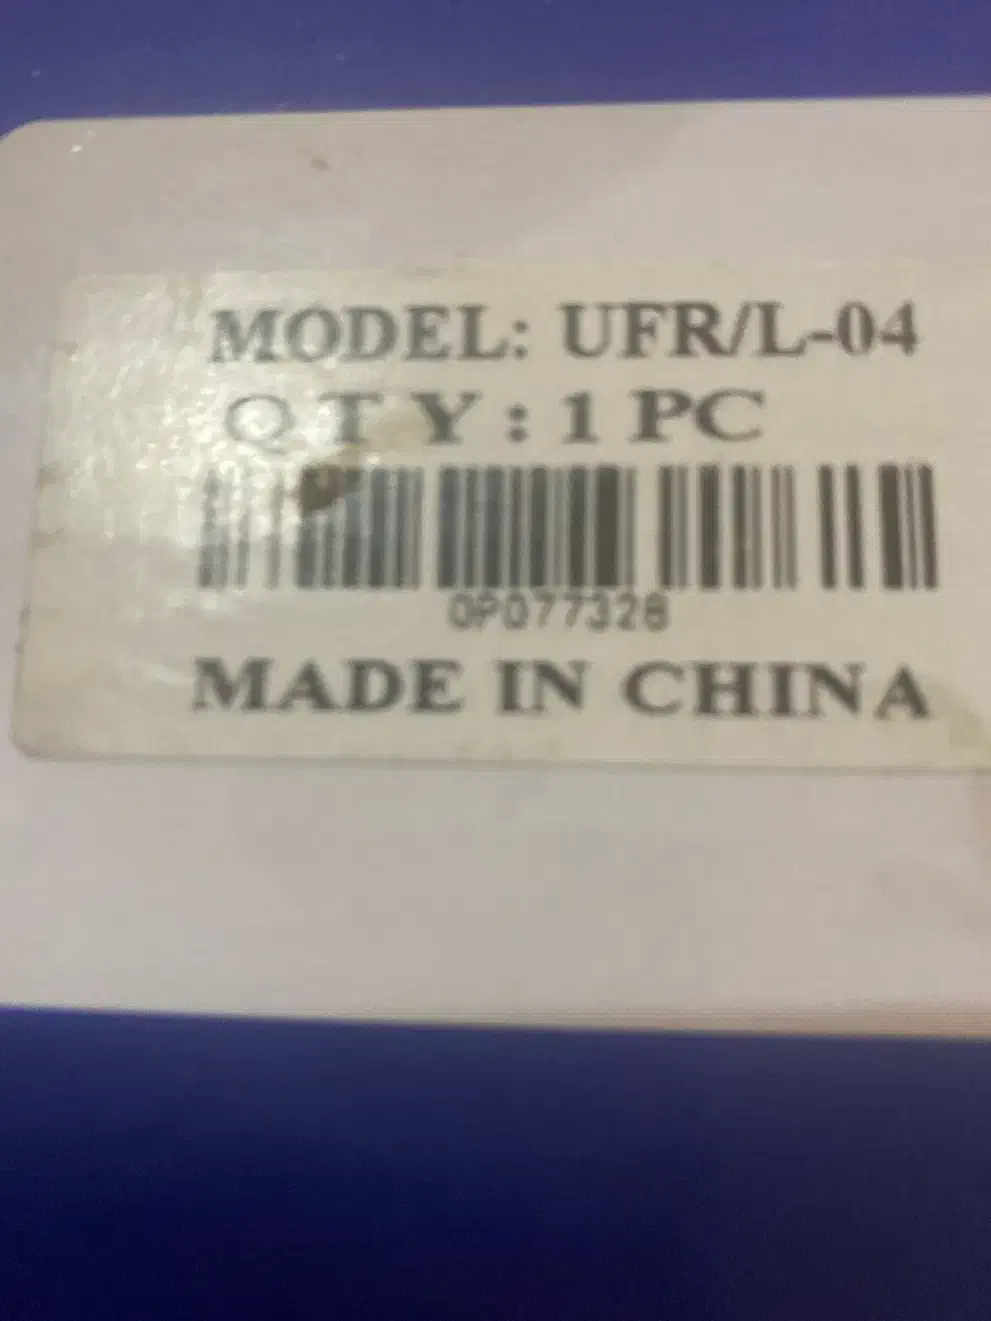 MODEL: UFR/L-04
QTY: 1 PC
0P077328
MADE IN CHINA